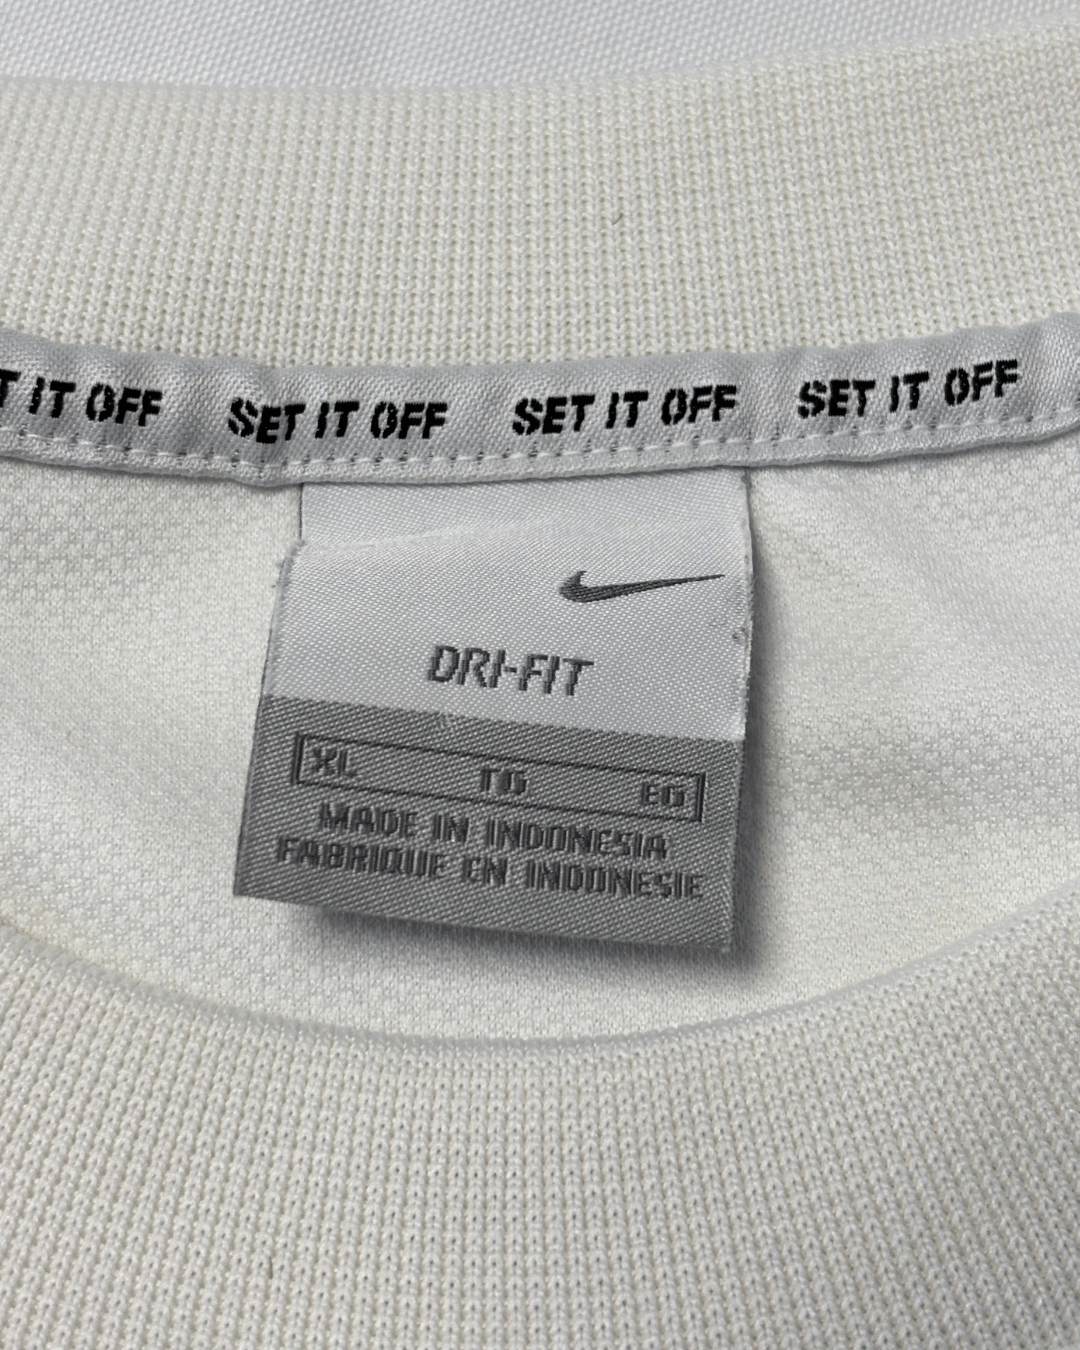 T IT OFF SET IT OFF SET IT OFF SET IT OFF
DRI-FIT
XL TG EG
MADE IN INDONESIA
FABRIQUE EN INDONESIE